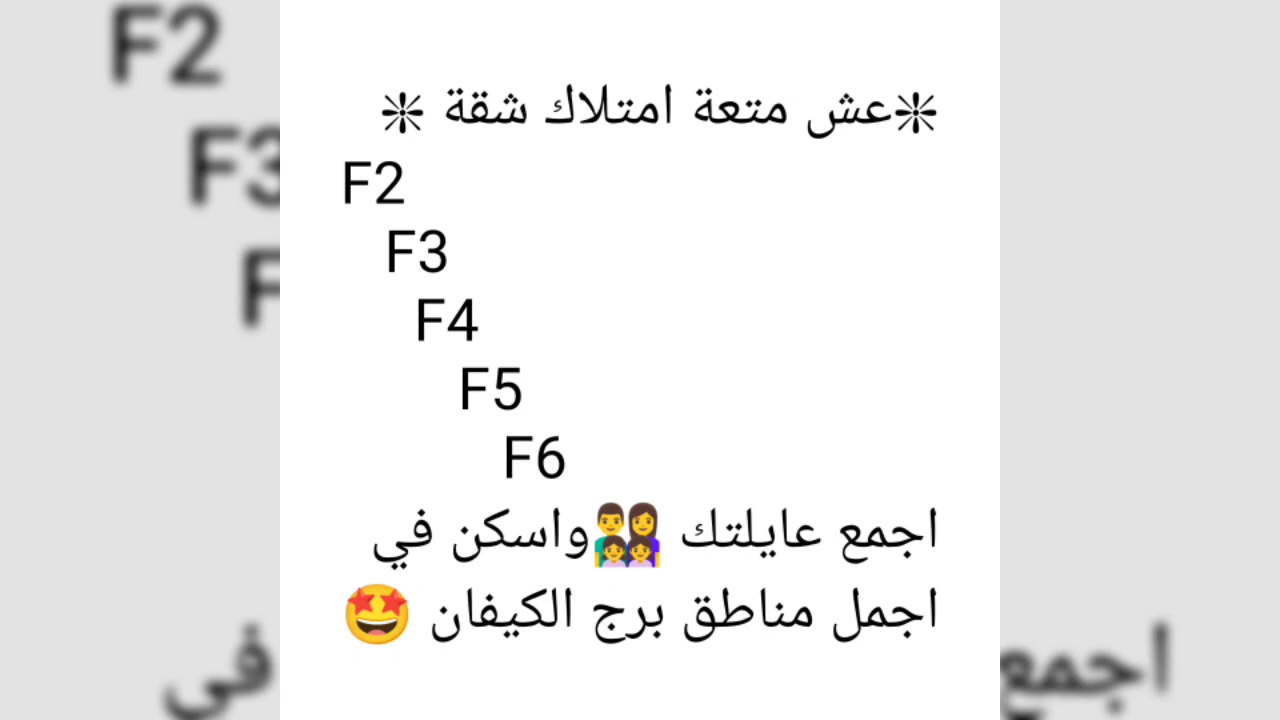 ❇عش متعة امتلاك شقة ❇
F2
F3
F4
F5
F6
اجمع عايلتك 👨‍👩‍👧‍👧واسكن في
اجمل مناطق برج الكيفان 🤩